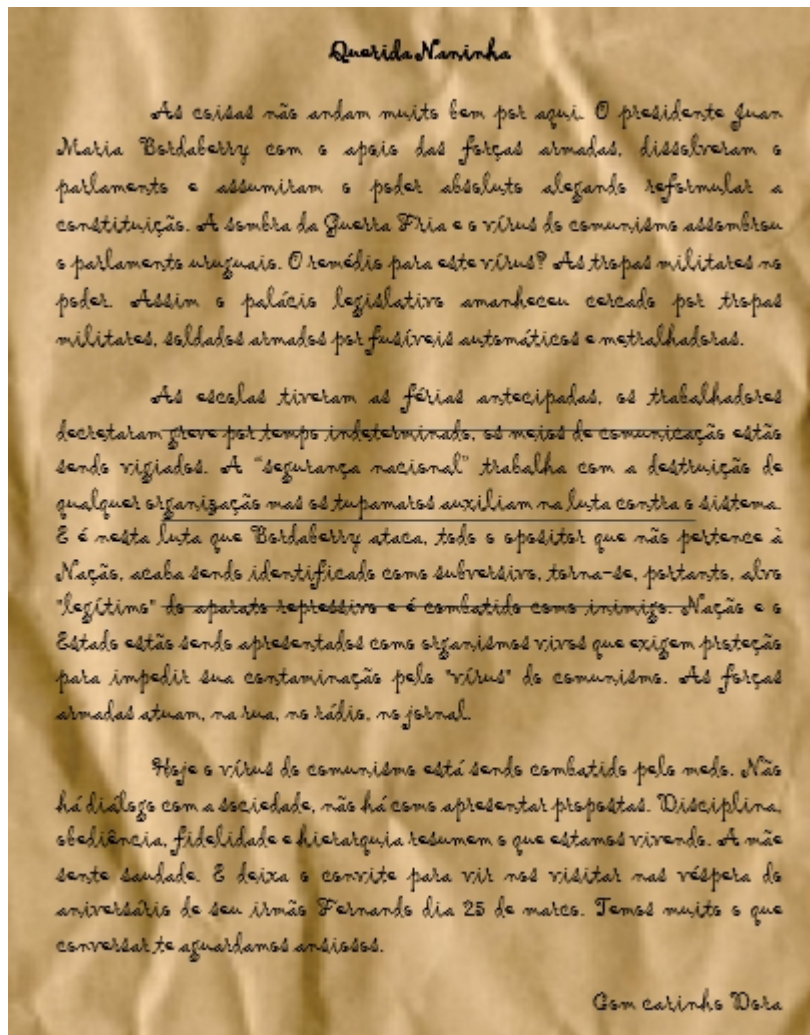 Querida Naninha
As coisas não andam muito bem por aqui. O presidente Juan
Maria Bordaberry com o apoio das forças armadas, dissolveram o
parlamento e assumiram o poder absoluto alegando reformular a
constituição. A sombra da Guerra Fria e o vírus do comunismo assombrou
o parlamento uruguaio. O remédio para este vírus? As tropas militares no
poder. Assim o palácio legislativo amanheceu cercado por tropas
militares, soldados armados por fusíveis automáticos e metralhadoras.
As escolas tiveram as férias antecipadas, os trabalhadores
decretaram greve por tempo indeterminado, os meios de comunicação estão
sendo vigiados. A “segurança nacional” trabalha com a destruição de
qualquer organização mas os tupamaros auxiliam na luta contra o sistema.
E é nesta luta que Bordaberry ataca, todo o opositor que não pertence à
Nação, acaba sendo identificado como subversivo, torna-se, portanto, alvo
"legítimo" do aparato repressivo e é combatido como inimigo. Nação e o
Estado estão sendo apresentados como organismos vivos que exigem proteção
para impedir sua contaminação pelo "vírus" do comunismo. As forças
armadas atuam, na rua, no rádio, no jornal.
Hoje o vírus do comunismo está sendo combatido pelo medo. Não
há diálogo com a sociedade, não há como apresentar propostas. Disciplina,
obediência, fidelidade e hierarquia resumem o que estamos vivendo. A mãe
sente saudade. E deixa o convite para vir nos visitar nas véspera do
aniversário de seu irmão Fernando dia 25 de marco. Temos muito o que
conversar te aguardamos ansiosos.
Com carinho Dora